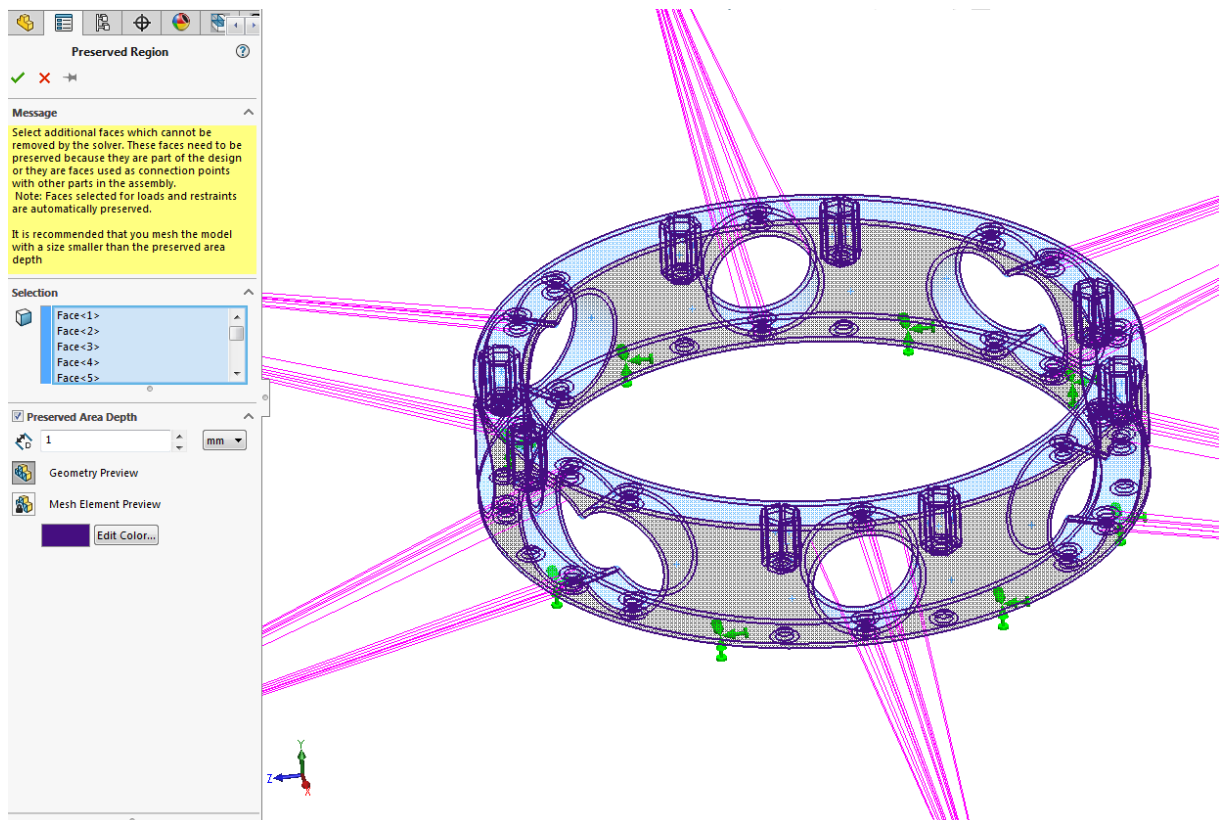 Preserved Region
Message
Select additional faces which cannot be
removed by the solver. These faces need to be
preserved because they are part of the design
or they are faces used as connection points
with other parts in the assembly.
Note: Faces selected for loads and restraints
are automatically preserved.
It is recommended that you mesh the model
with a size smaller than the preserved area
depth
Selection
Face<1>
Face<2>
Face<3>
Face<4>
Face<5>
Preserved Area Depth
D
1
mm
Geometry Preview
Mesh Element Preview
Edit Color...
Y
Z
X